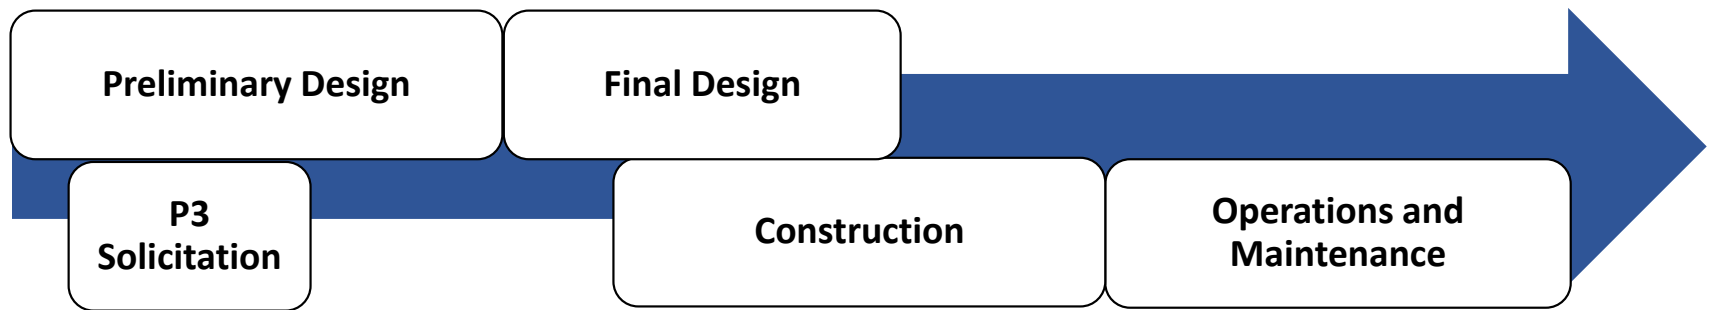 Preliminary Design
Final Design
P3
Solicitation
Construction
Operations and
Maintenance